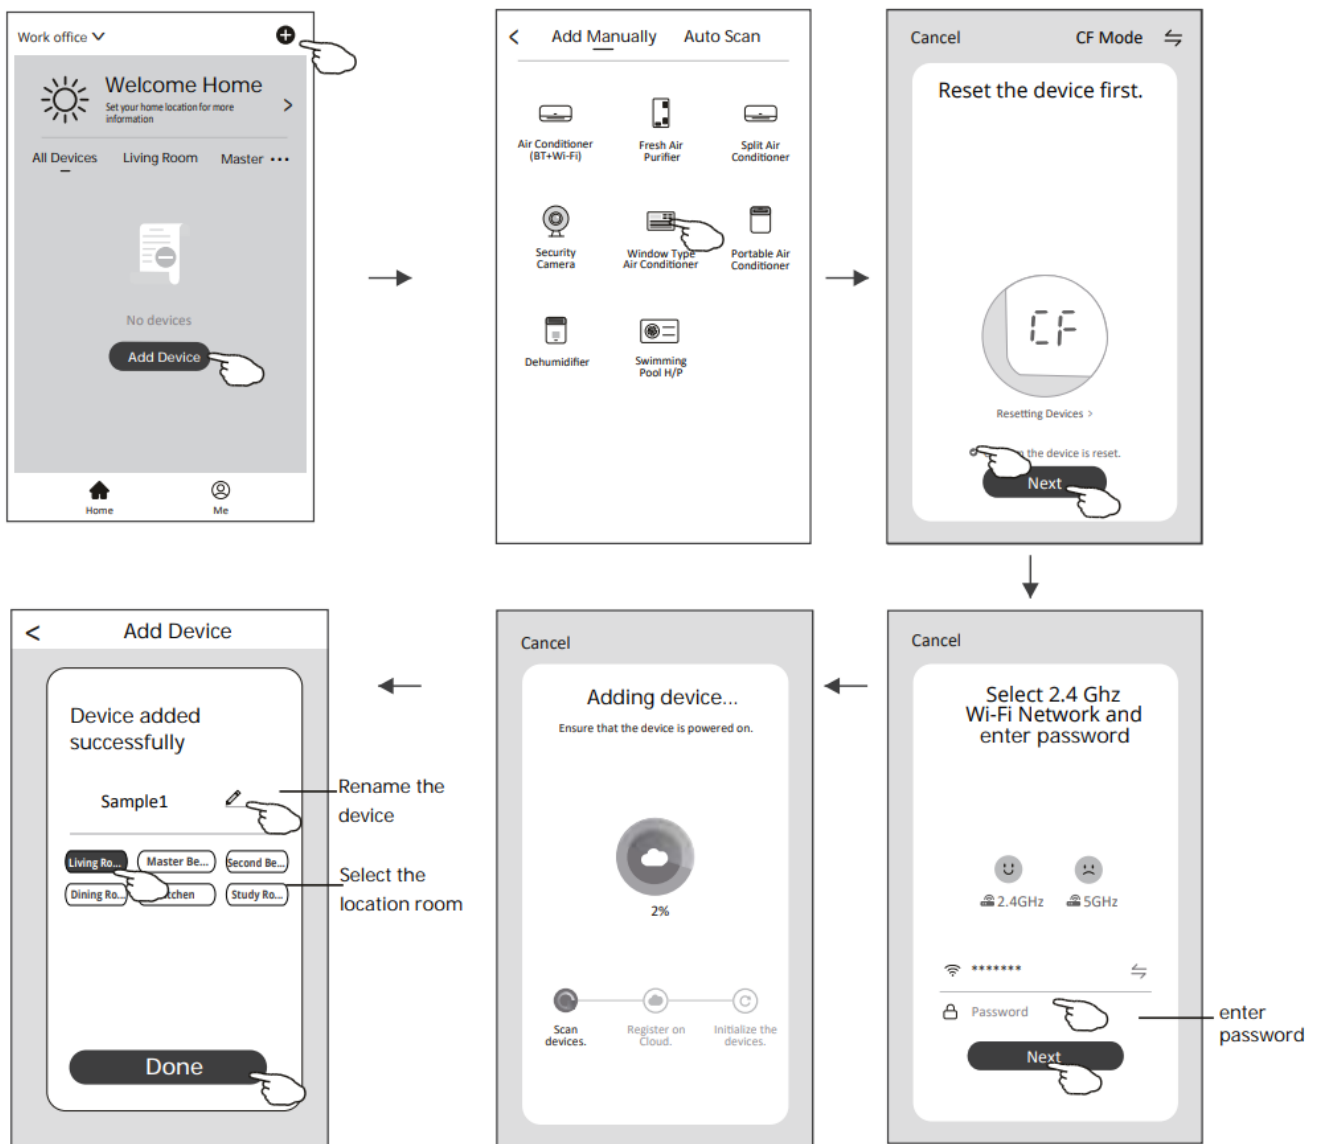 Work office
Welcome Home
Set your home location for more
information
All Devices
Living Room
Master
No devices
Add Device
Home
Me
Add Manually
Auto Scan
Air Conditioner
(BT+Wi-Fi)
Fresh Air
Purifier
Split Air
Conditioner
Security
Camera
Window Type
Air Conditioner
Portable Air
Conditioner
Dehumidifier
Swimming
Pool H/P
Cancel
CF Mode
Reset the device first.
CF
Resetting Devices >
the device is reset.
Next
Cancel
Select 2.4 Ghz
Wi-Fi Network and
enter password
2.4GHz
5GHz
*******
Password
Next
enter
password
Cancel
Adding device...
Ensure that the device is powered on.
2%
Scan
devices.
Register on
Cloud.
Initialize the
devices.
Add Device
Device added
successfully
Sample1
Rename the
device
Living Ro...
Master Be...
Second Be...
Dining Ro..
tchen
Study Ro...
Select the
location room
Done